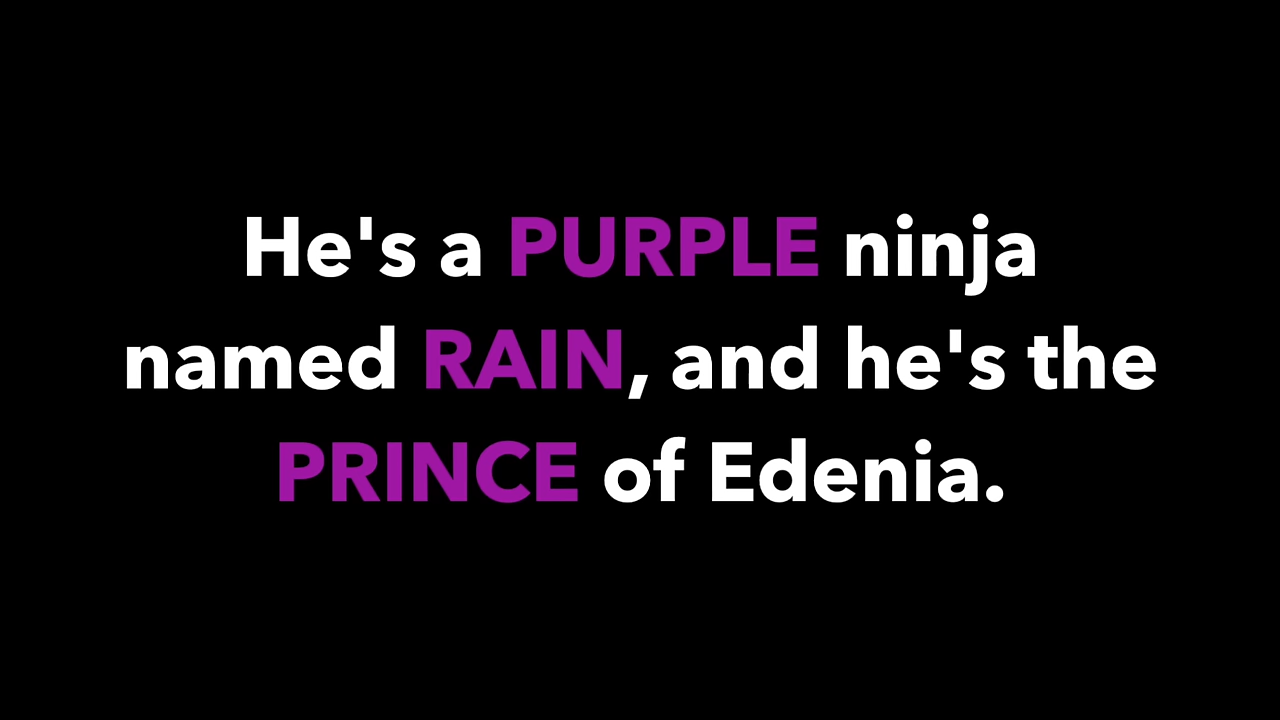 He's a PURPLE ninja
named RAIN, and he's the
PRINCE of Edenia.